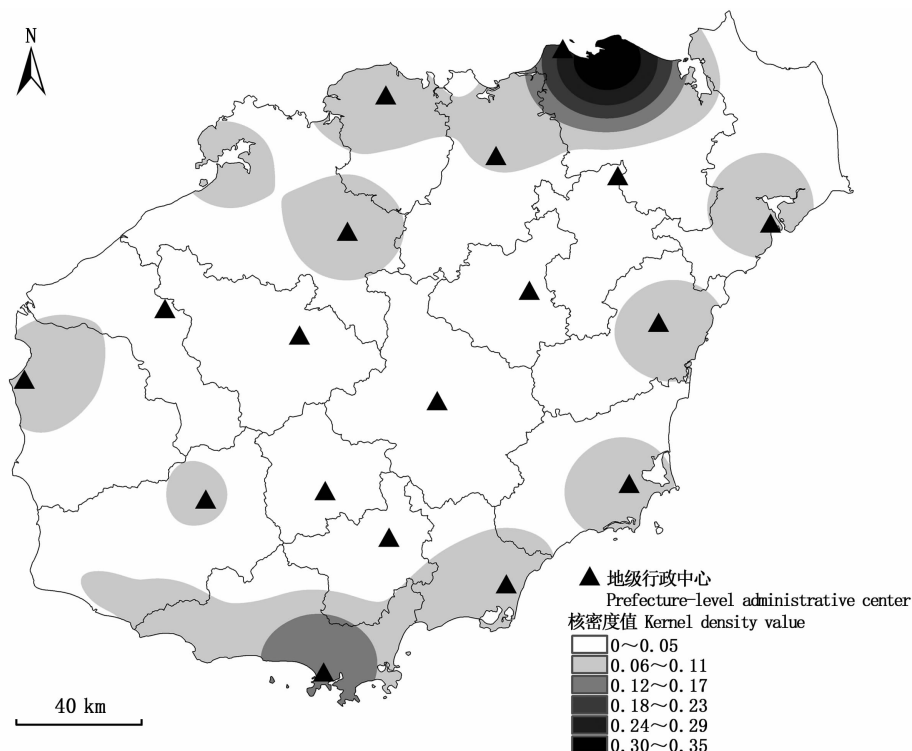 N
地级行政中心
Prefecture-level administrative center
核密度值 Kernel density value
0～0.05
0.06～0.11
0.12～0.17
0.18～0.23
0.24～0.29
0.30～0.35
40 km